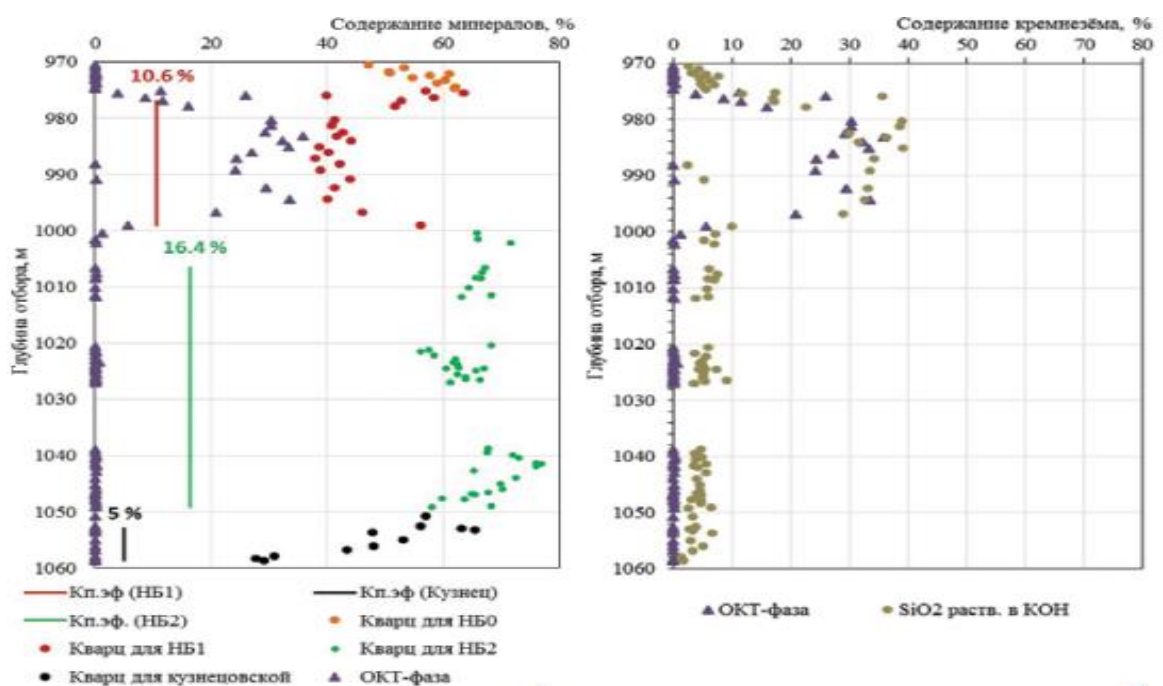 Содержание минералов, %
0 20 40 60 80
970
980
990
1000
1010
1020
1030
1040
1050
1060
Глубина отбора, м
10.6 %
16.4 %
5 %
Кп.эф (НБ1)
Кп.эф (Кузнец)
Кп.эф. (НБ2)
Кварц для НБ0
Кварц для НБ1
Кварц для НБ2
Кварц для кузнецовской
ОКТ-фаза
Содержание кремнезёма, %
0 10 20 30 40 50 60 70 80
970
980
990
1000
1010
1020
1030
1040
1050
1060
Глубина отбора, м
ОКТ-фаза
SiO2 раств. в КОН